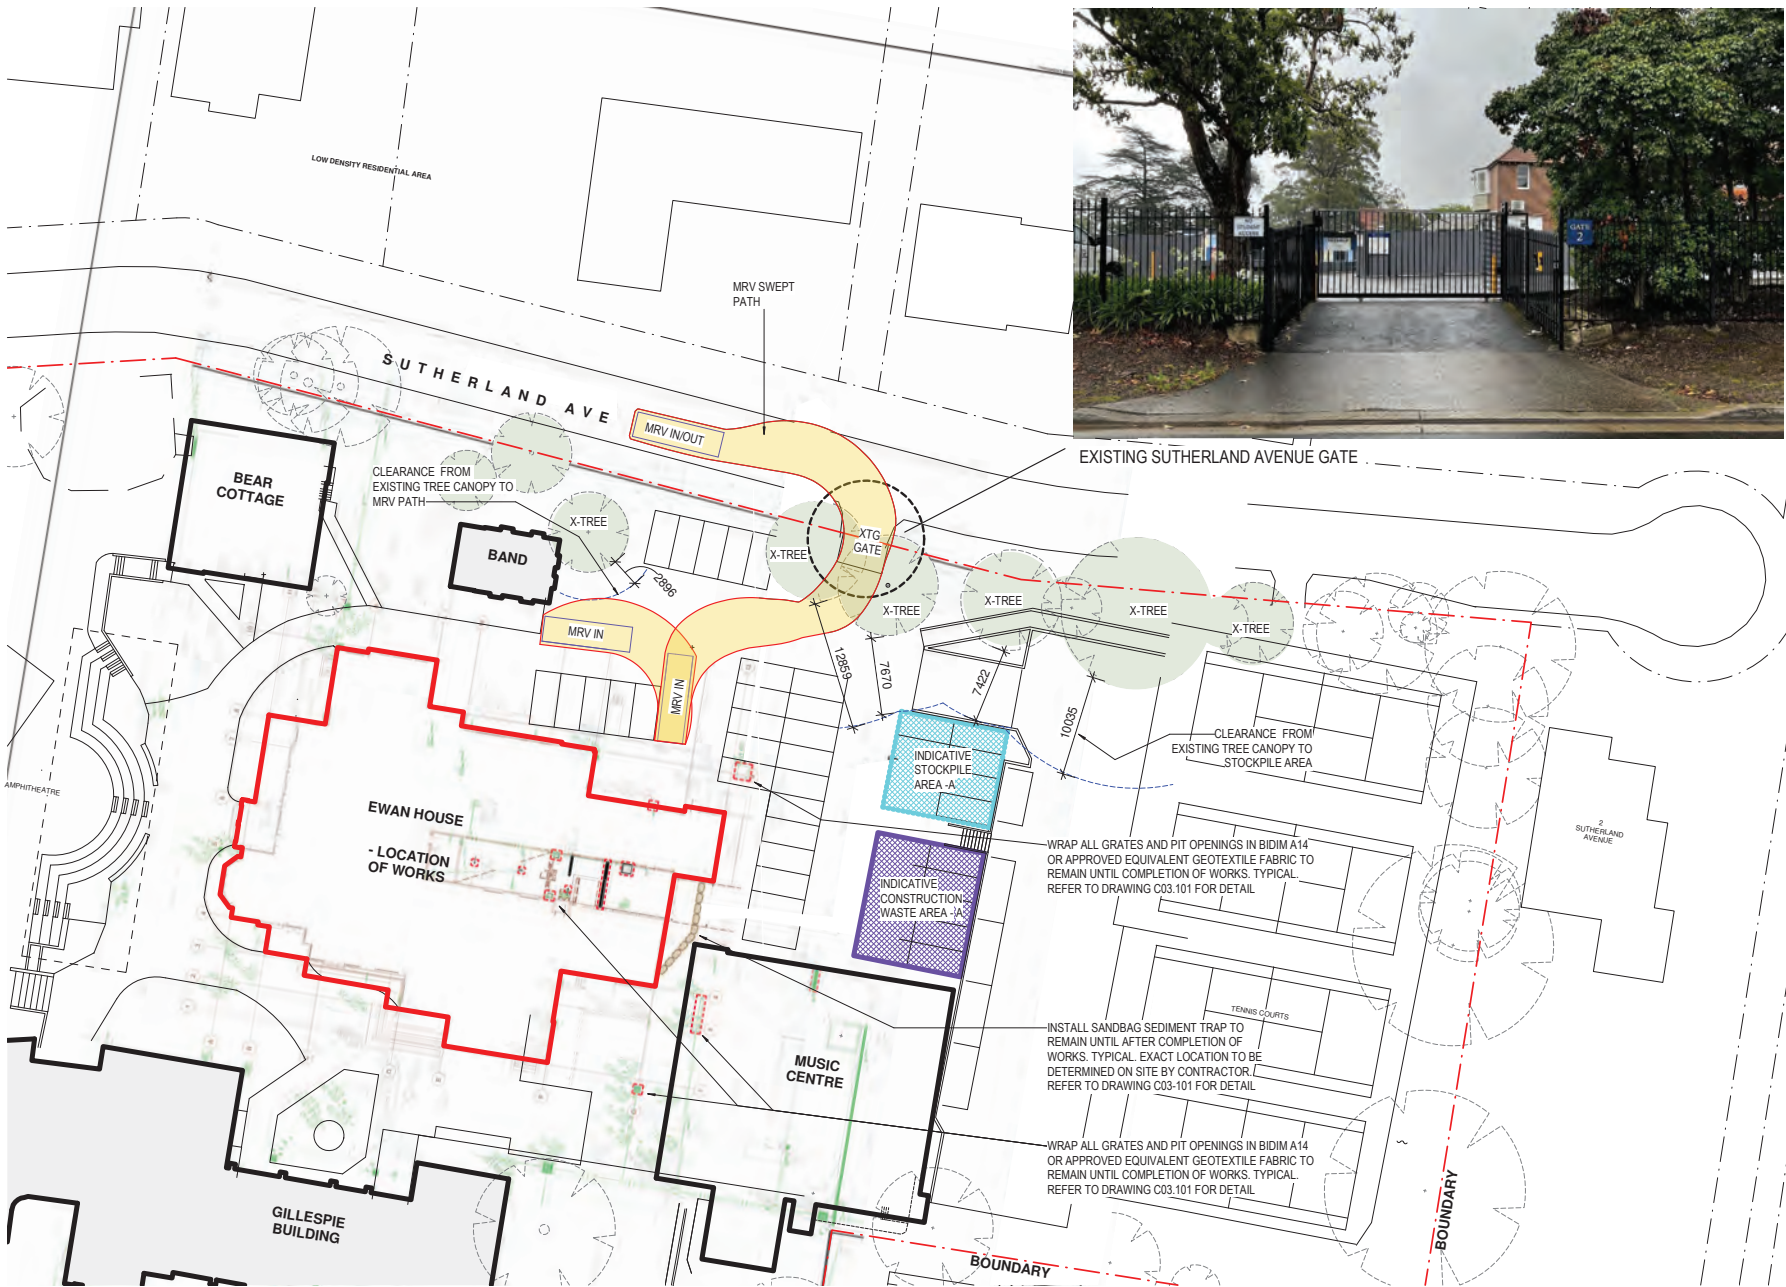 LOW DENSITY RESIDENTIAL AREA
NO
STUDENT
ACCESS
GATE
2
EXISTING SUTHERLAND AVENUE GATE
MRV SWEPT
PATH
SUTHERLAND AVE
MRV IN/OUT
CLEARANCE FROM
EXISTING TREE CANOPY TO
MRV PATH
BEAR
COTTAGE
BAND
X-TREE
X-TREE
XTG
GATE
X-TREE
X-TREE
X-TREE
X-TREE
2896
MRV IN
MRV IN
12859
7670
7422
10035
CLEARANCE FROM
EXISTING TREE CANOPY TO
STOCKPILE AREA
INDICATIVE
STOCKPILE
AREA -A
AMPHITHEATRE
EWAN HOUSE
- LOCATION
OF WORKS
2
SUTHERLAND
AVENUE
WRAP ALL GRATES AND PIT OPENINGS IN BIDIM A14
OR APPROVED EQUIVALENT GEOTEXTILE FABRIC TO
REMAIN UNTIL COMPLETION OF WORKS. TYPICAL.
REFER TO DRAWING C03.101 FOR DETAIL
INDICATIVE
CONSTRUCTION
WASTE AREA - A
TENNIS COURTS
INSTALL SANDBAG SEDIMENT TRAP TO
REMAIN UNTIL AFTER COMPLETION OF
WORKS. TYPICAL. EXACT LOCATION TO BE
DETERMINED ON SITE BY CONTRACTOR.
REFER TO DRAWING C03-101 FOR DETAIL
MUSIC
CENTRE
WRAP ALL GRATES AND PIT OPENINGS IN BIDIM A14
OR APPROVED EQUIVALENT GEOTEXTILE FABRIC TO
REMAIN UNTIL COMPLETION OF WORKS. TYPICAL.
REFER TO DRAWING C03.101 FOR DETAIL
GILLESPIE
BUILDING
BOUNDARY
BOUNDARY